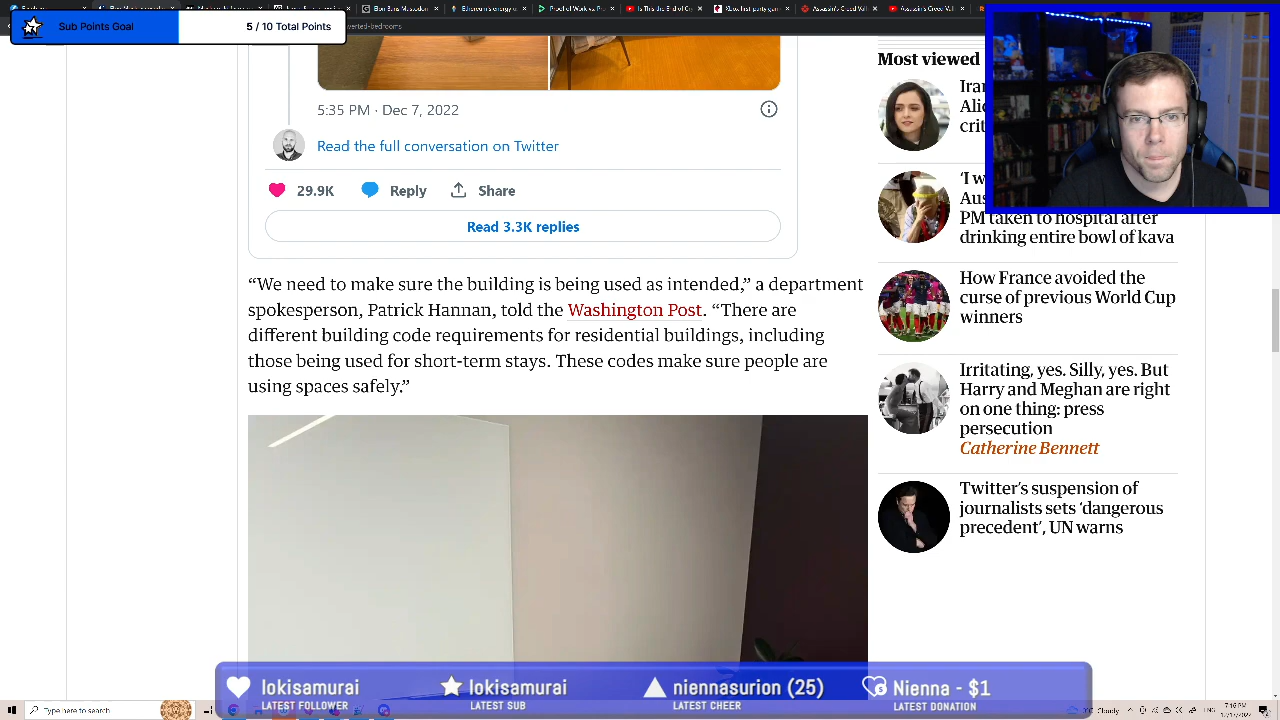 Sub Points Goal
5 / 10 Total Points
verted-bedrooms
5:35 PM · Dec 7, 2022
Read the full conversation on Twitter
29.9K
Reply
Share
Read 3.3K replies
“We need to make sure the building is being used as intended,” a department
spokesperson, Patrick Hannan, told the Washington Post. “There are
different building code requirements for residential buildings, including
those being used for short-term stays. These codes make sure people are
using spaces safely.”
Most viewed
PM taken to hospital after
drinking entire bowl of kava
How France avoided the
curse of previous World Cup
winners
Irritating, yes. Silly, yes. But
Harry and Meghan are right
on one thing: press
persecution
Catherine Bennett
Twitter’s suspension of
journalists sets ‘dangerous
precedent’, UN warns
lokisamurai
LATEST FOLLOWER
lokisamurai
LATEST SUB
niennasurion (25)
LATEST CHEER
Nienna - $1
LATEST DONATION
Type here to search
Cloudy